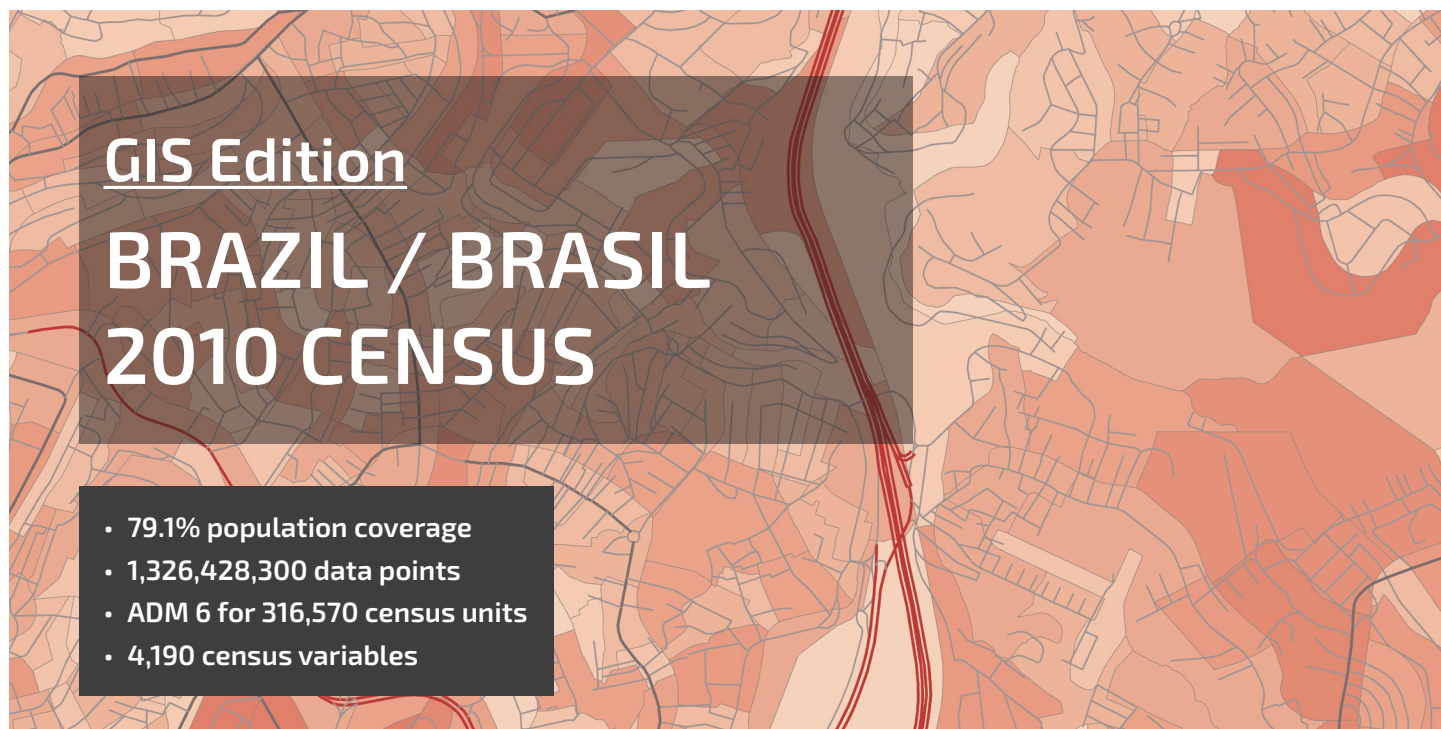 GIS Edition
BRAZIL / BRASIL
2010 CENSUS
• 79.1% population coverage
• 1,326,428,300 data points
• ADM 6 for 316,570 census units
• 4,190 census variables